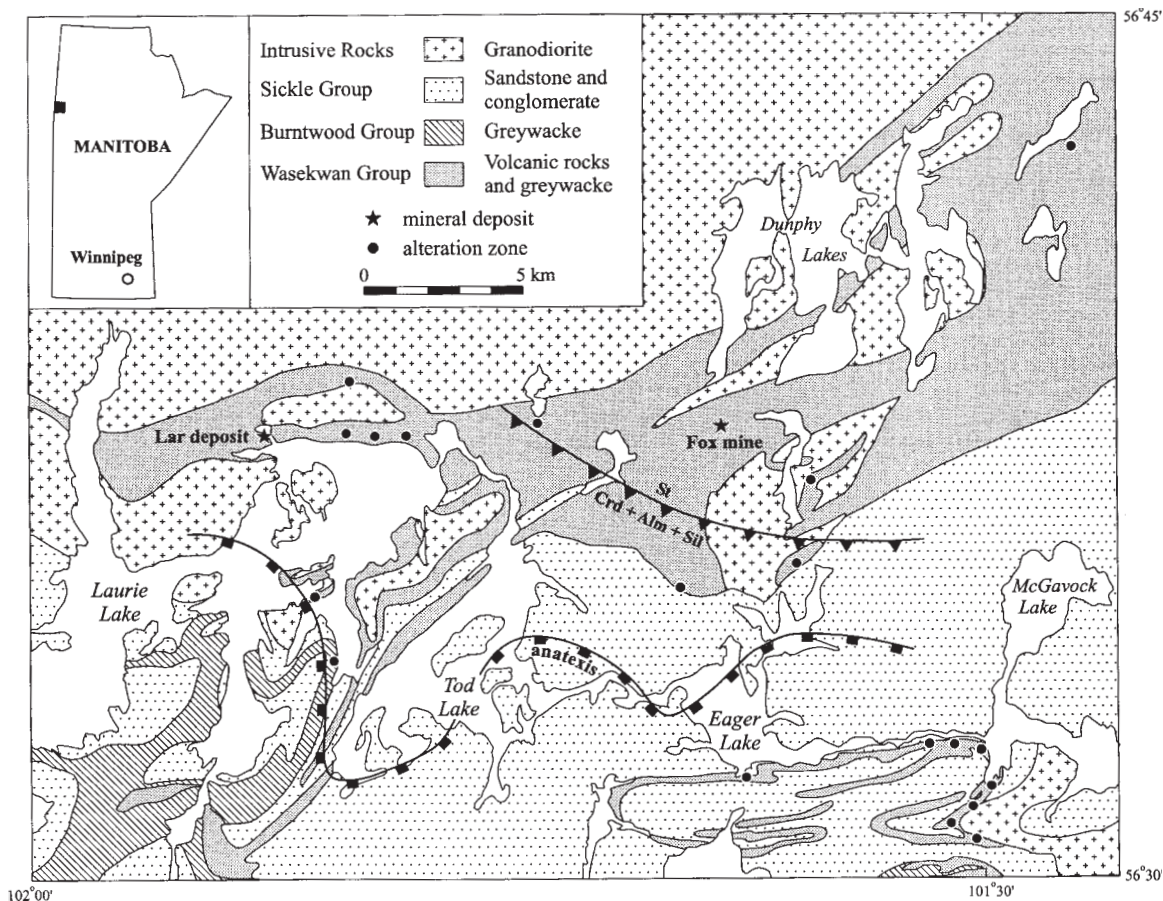 56°45'
MANITOBA
Winnipeg
Intrusive Rocks
Granodiorite
Sickle Group
Sandstone and
conglomerate
Burntwood Group
Greywacke
Wasekwan Group
Volcanic rocks
and greywacke
mineral deposit
alteration zone
0 5 km
Dunphy
Lakes
Lar deposit
Fox mine
St
Crd + Alm + Sil
Laurie
Lake
McGavock
Lake
anatexis
Tod
Lake
Eager
Lake
102°00'
101°30'
56°30'